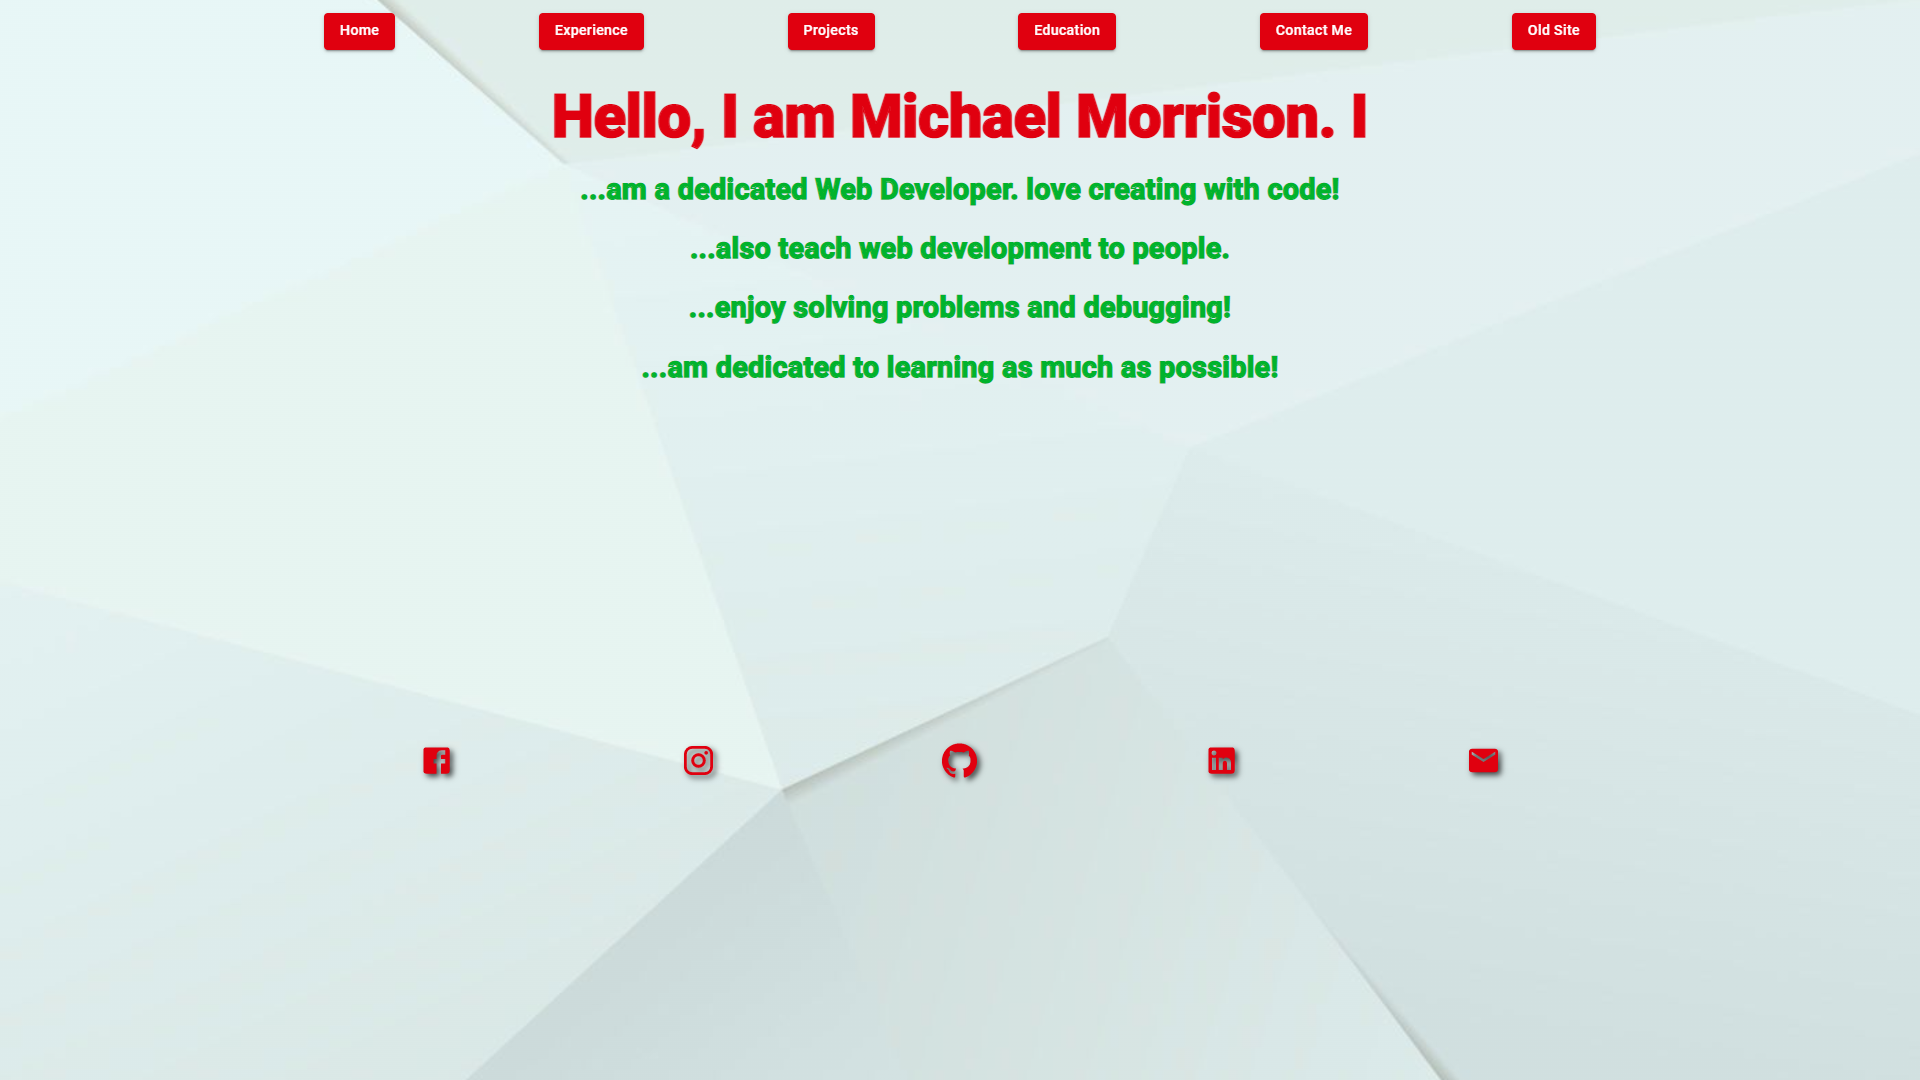 Home Experience Projects Education Contact Me Old Site
Hello, I am Michael Morrison. I
...am a dedicated Web Developer. love creating with code!
...also teach web development to people.
...enjoy solving problems and debugging!
...am dedicated to learning as much as possible!